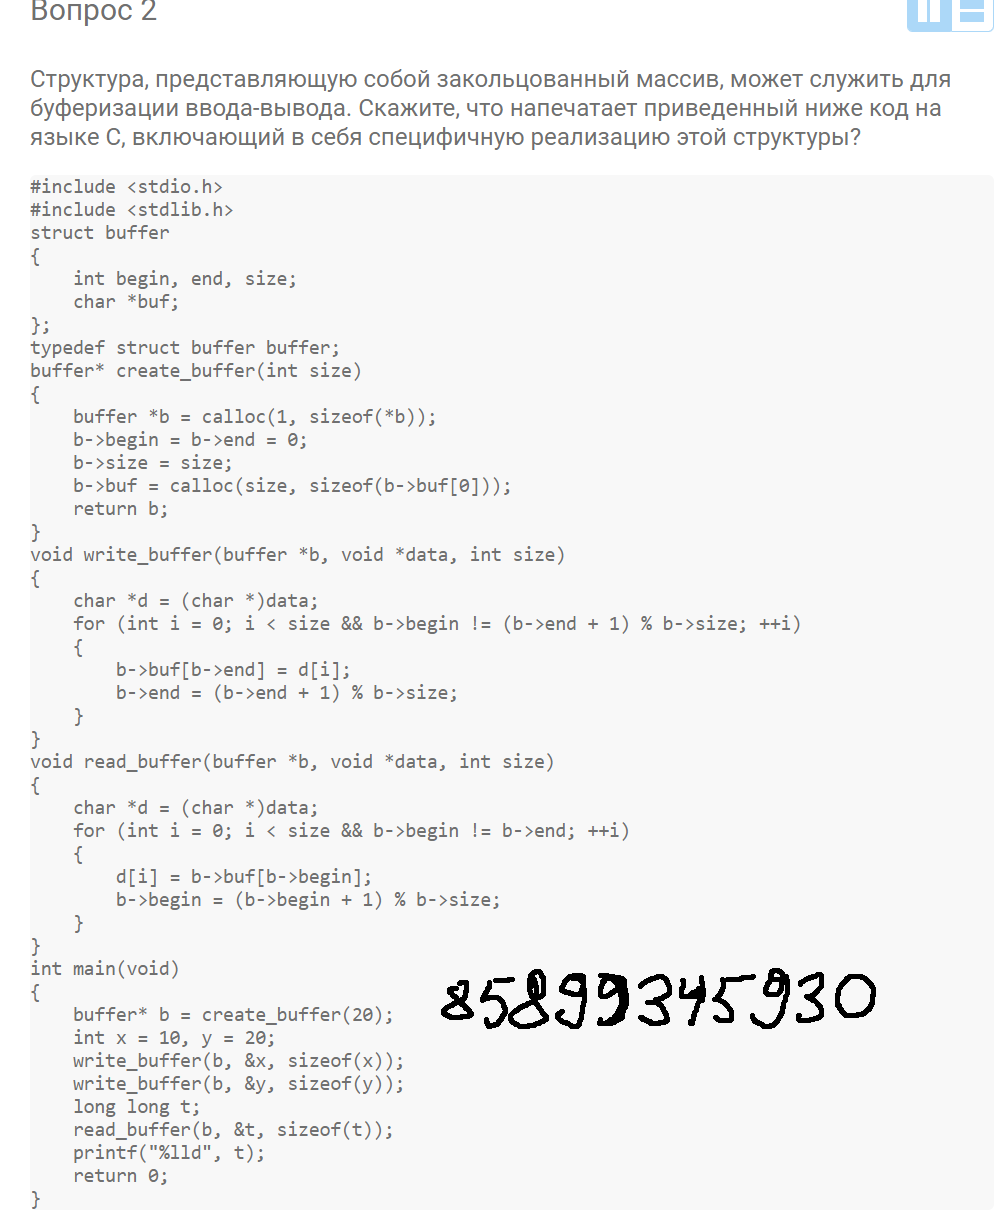 Вопрос 2
Структура, представляющую собой закольцованный массив, может служить для
буферизации ввода-вывода. Скажите, что напечатает приведенный ниже код на
языке C, включающий в себя специфичную реализацию этой структуры?
#include <stdio.h>
#include <stdlib.h>
struct buffer
{
    int begin, end, size;
    char *buf;
};
typedef struct buffer buffer;
buffer* create_buffer(int size)
{
    buffer *b = calloc(1, sizeof(*b));
    b->begin = b->end = 0;
    b->size = size;
    b->buf = calloc(size, sizeof(b->buf[0]));
    return b;
}
void write_buffer(buffer *b, void *data, int size)
{
    char *d = (char *)data;
    for (int i = 0; i < size && b->begin != (b->end + 1) % b->size; ++i)
    {
        b->buf[b->end] = d[i];
        b->end = (b->end + 1) % b->size;
    }
}
void read_buffer(buffer *b, void *data, int size)
{
    char *d = (char *)data;
    for (int i = 0; i < size && b->begin != b->end; ++i)
    {
        d[i] = b->buf[b->begin];
        b->begin = (b->begin + 1) % b->size;
    }
}
int main(void)
{
85899345930
    buffer* b = create_buffer(20);
    int x = 10, y = 20;
    write_buffer(b, &x, sizeof(x));
    write_buffer(b, &y, sizeof(y));
    long long t;
    read_buffer(b, &t, sizeof(t));
    printf("%lld", t);
    return 0;
}